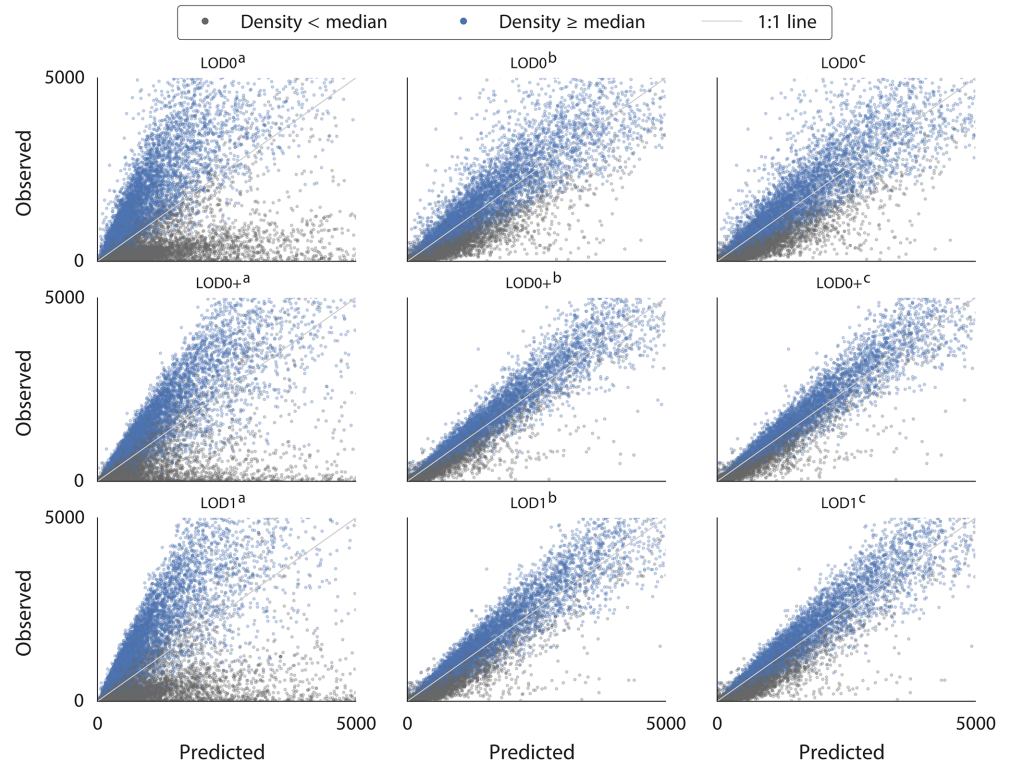 Density < median Density ≥ median 1:1 line
LOD0a LOD0b LOD0c
5000
Observed
0
LOD0+a LOD0+b LOD0+c
5000
Observed
0
LOD1a LOD1b LOD1c
5000
Observed
0
0 5000 0 5000 0 5000
Predicted Predicted Predicted